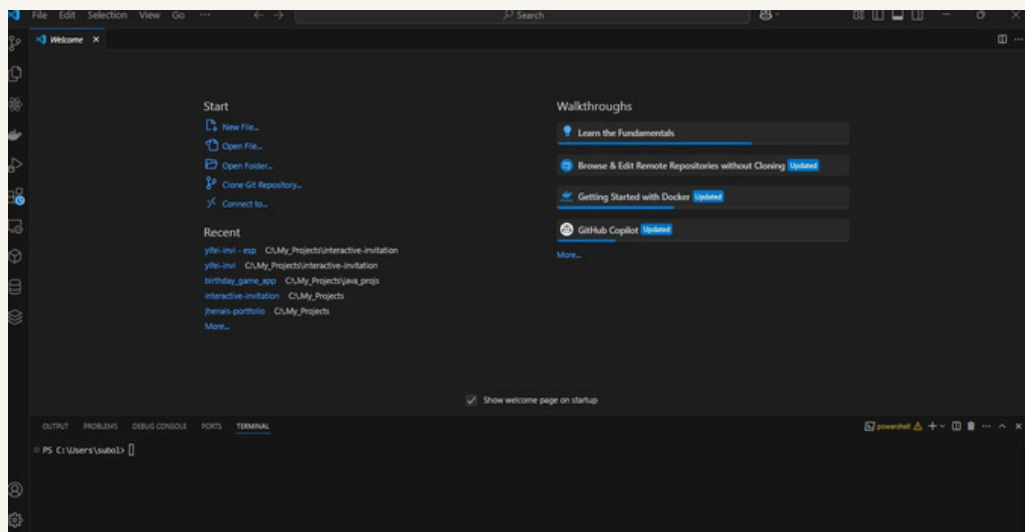 File Edit Selection View Go ... Search
Welcome
Start
New File...
Open File...
Open Folder...
Clone Git Repository...
Connect to...
Recent
yifei-invi - esp C:\My_Projects\interactive-invitation
yifei-invi C:\My_Projects\interactive-invitation
birthday_game_app C:\My_Projects\java_projs
interactive-invitation C:\My_Projects
jhenais-portfolio C:\My_Projects
More...
Walkthroughs
Learn the Fundamentals
Browse & Edit Remote Repositories without Cloning Updated
Getting Started with Docker Updated
GitHub Copilot Updated
More...
Show welcome page on startup
OUTPUT PROBLEMS DEBUG CONSOLE PORTS TERMINAL powershell
PS C:\Users\subol>